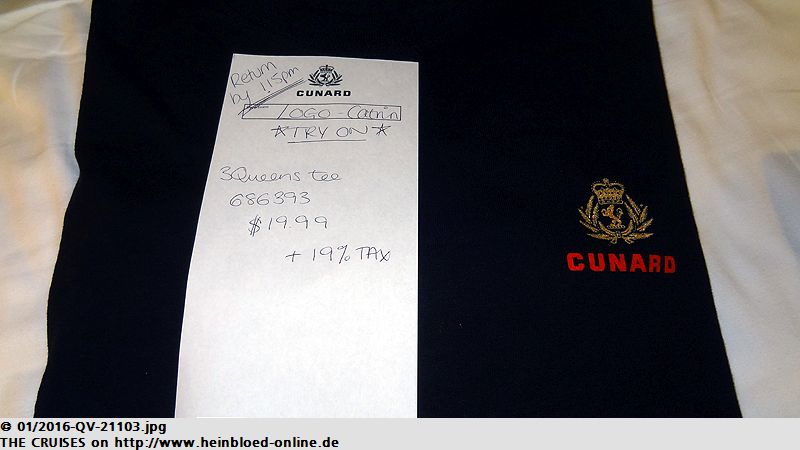 Return
by 1.15pm
CUNARD
LOGO - Catrin
*TRY ON*
3Queens tee
686393
$19.99
+ 19% TAX
CUNARD
© 01/2016-QV-21103.jpg
THE CRUISES on http://www.heinbloed-online.de